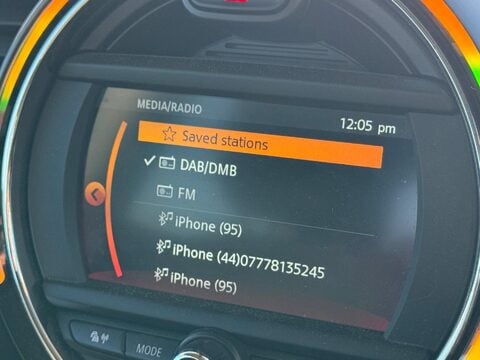 MEDIA/RADIO
12:05 pm
Saved stations
DAB/DMB
FM
iPhone (95)
iPhone (44)07778135245
iPhone (95)
MODE